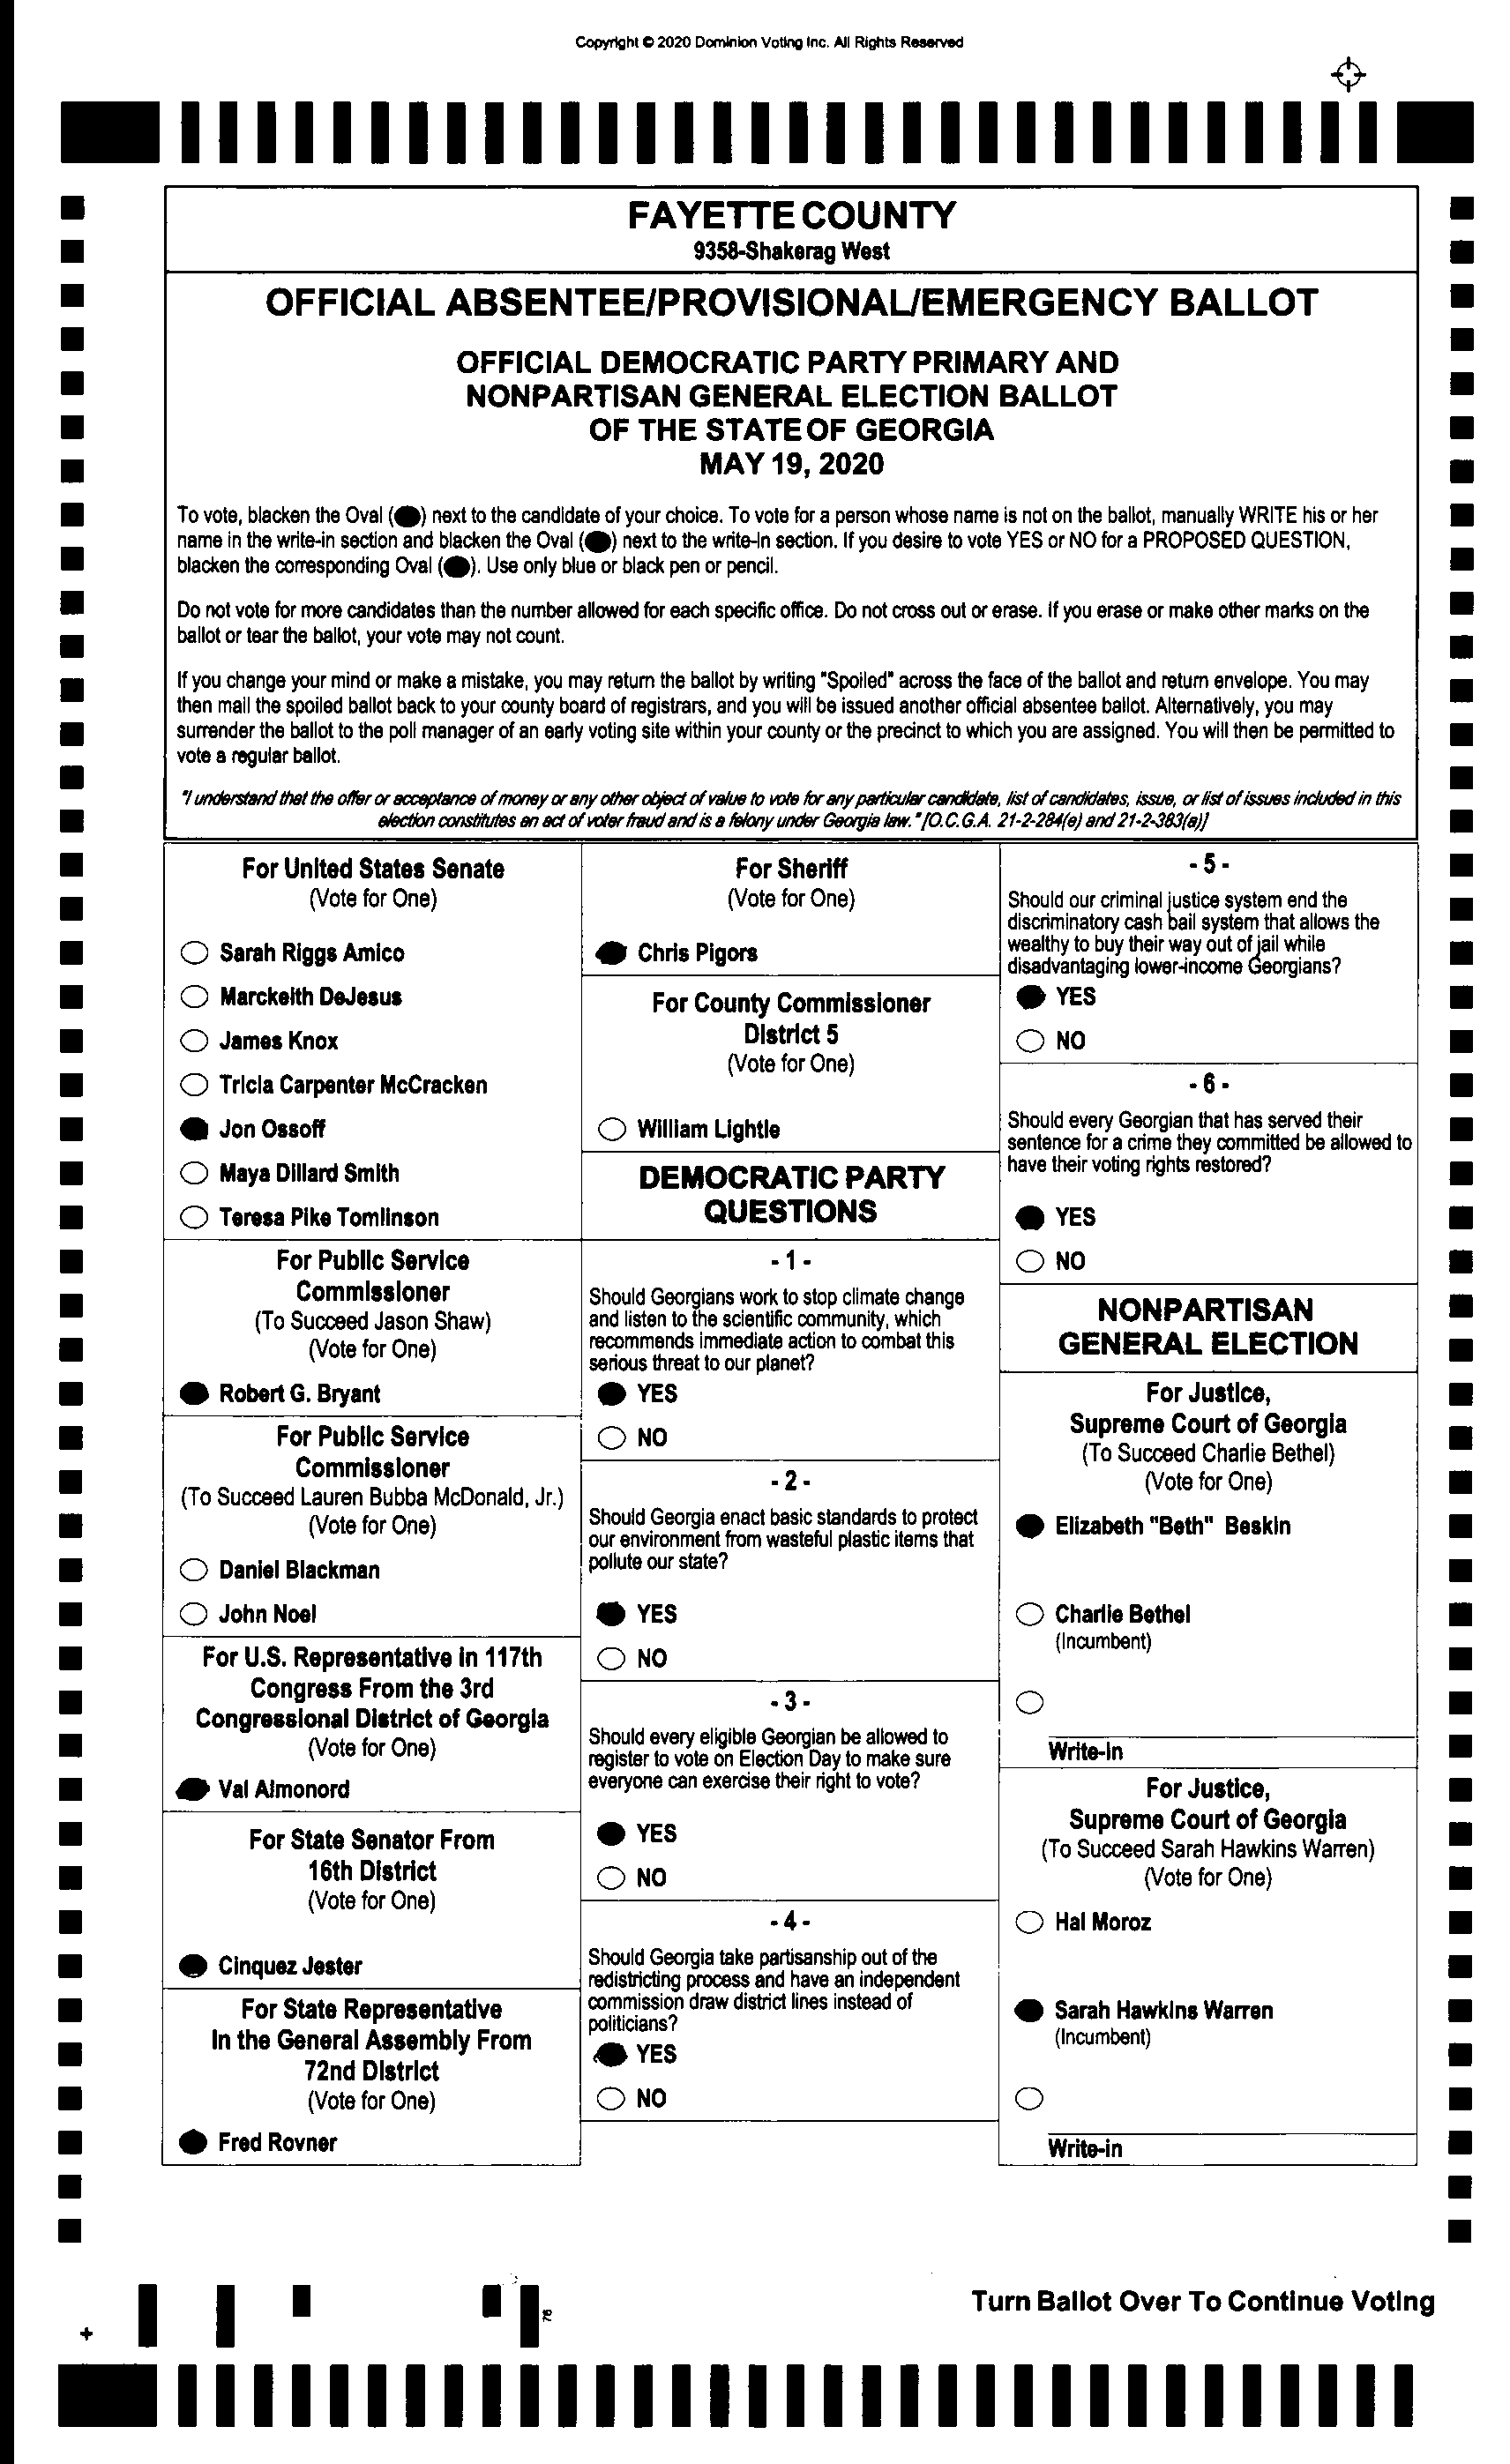 Copyright © 2020 Dominion Voting Inc. All Rights Reserved
FAYETTE COUNTY
9358-Shakerag West
OFFICIAL ABSENTEE/PROVISIONAL/EMERGENCY BALLOT
OFFICIAL DEMOCRATIC PARTY PRIMARY AND
NONPARTISAN GENERAL ELECTION BALLOT
OF THE STATE OF GEORGIA
MAY 19, 2020
To vote, blacken the Oval ( ) next to the candidate of your choice. To vote for a person whose name is not on the ballot, manually WRITE his or her
name in the write-in section and blacken the Oval ( ) next to the write-in section. If you desire to vote YES or NO for a PROPOSED QUESTION,
blacken the corresponding Oval ( ). Use only blue or black pen or pencil.
Do not vote for more candidates than the number allowed for each specific office. Do not cross out or erase. If you erase or make other marks on the
ballot or tear the ballot, your vote may not count.
If you change your mind or make a mistake, you may return the ballot by writing "Spoiled" across the face of the ballot and return envelope. You may
then mail the spoiled ballot back to your county board of registrars, and you will be issued another official absentee ballot. Alternatively, you may
surrender the ballot to the poll manager of an early voting site within your county or the precinct to which you are assigned. You will then be permitted to
vote a regular ballot.
"I understand that the offer or acceptance of money or any other object of value to vote for any particular candidate, list of candidates, issue, or list of issues included in this
election constitutes an act of voter fraud and is a felony under Georgia law." [O.C.G.A. 21-2-284(e) and 21-2-383(a)]
For United States Senate
(Vote for One)
Sarah Riggs Amico
Marckeith DeJesus
James Knox
Tricia Carpenter McCracken
Jon Ossoff
Maya Dillard Smith
Teresa Pike Tomlinson
For Public Service
Commissioner
(To Succeed Jason Shaw)
(Vote for One)
Robert G. Bryant
For Public Service
Commissioner
(To Succeed Lauren Bubba McDonald, Jr.)
(Vote for One)
Daniel Blackman
John Noel
For U.S. Representative in 117th
Congress From the 3rd
Congressional District of Georgia
(Vote for One)
Val Almonord
For State Senator From
16th District
(Vote for One)
Cinquez Jester
For State Representative
In the General Assembly From
72nd District
(Vote for One)
Fred Rovner
For Sheriff
(Vote for One)
Chris Pigors
For County Commissioner
District 5
(Vote for One)
William Lightle
DEMOCRATIC PARTY
QUESTIONS
- 1 -
Should Georgians work to stop climate change
and listen to the scientific community, which
recommends immediate action to combat this
serious threat to our planet?
YES
NO
- 2 -
Should Georgia enact basic standards to protect
our environment from wasteful plastic items that
pollute our state?
YES
NO
- 3 -
Should every eligible Georgian be allowed to
register to vote on Election Day to make sure
everyone can exercise their right to vote?
YES
NO
- 4 -
Should Georgia take partisanship out of the
redistricting process and have an independent
commission draw district lines instead of
politicians?
YES
NO
- 5 -
Should our criminal justice system end the
discriminatory cash bail system that allows the
wealthy to buy their way out of jail while
disadvantaging lower-income Georgians?
YES
NO
- 6 -
Should every Georgian that has served their
sentence for a crime they committed be allowed to
have their voting rights restored?
YES
NO
NONPARTISAN
GENERAL ELECTION
For Justice,
Supreme Court of Georgia
(To Succeed Charlie Bethel)
(Vote for One)
Elizabeth "Beth" Beskin
Charlie Bethel
(Incumbent)
Write-in
For Justice,
Supreme Court of Georgia
(To Succeed Sarah Hawkins Warren)
(Vote for One)
Hal Moroz
Sarah Hawkins Warren
(Incumbent)
Write-in
76
Turn Ballot Over To Continue Voting